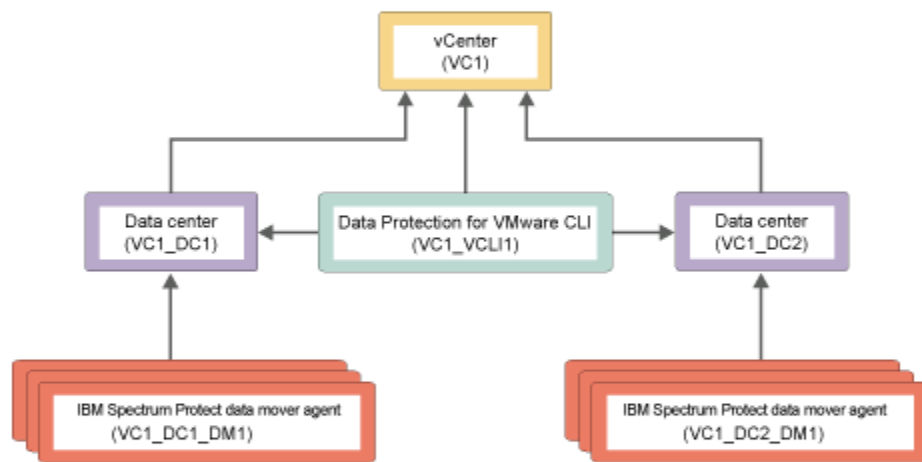 vCenter
(VC1)
Data center
(VC1_DC1)
Data Protection for VMware CLI
(VC1_VCLI1)
Data center
(VC1_DC2)
IBM Spectrum Protect data mover agent
(VC1_DC1_DM1)
IBM Spectrum Protect data mover agent
(VC1_DC2_DM1)